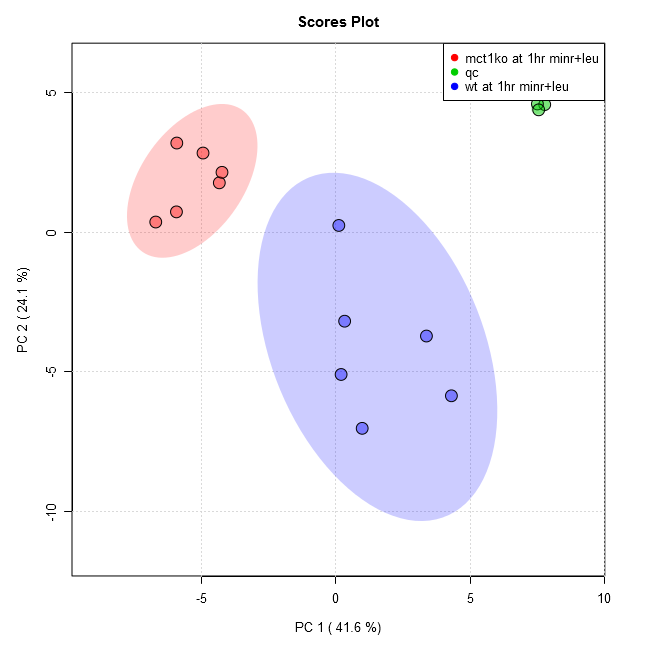 Scores Plot
mct1ko at 1hr minr+leu
qc
wt at 1hr minr+leu
5
0
-5
-10
PC 2 ( 24.1 %)
-5
0
5
10
PC 1 ( 41.6 %)